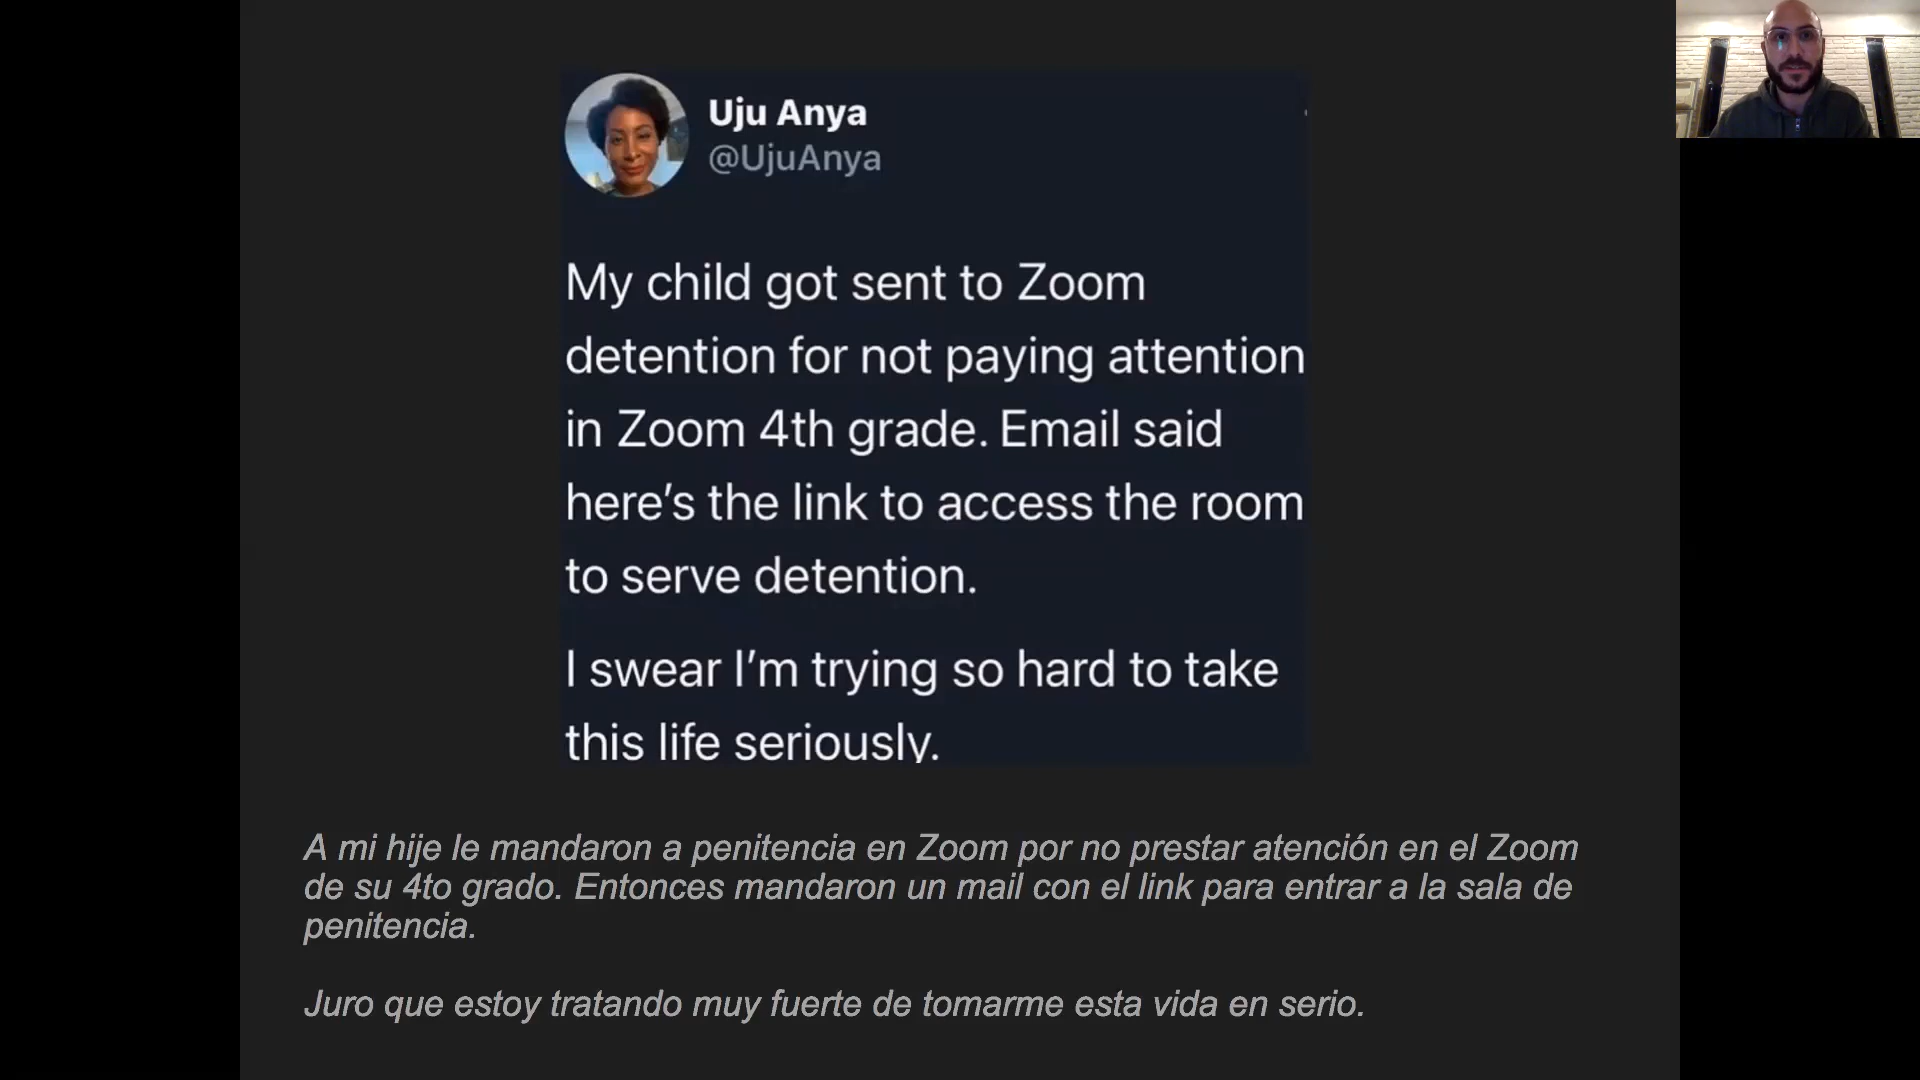 Uju Anya
@UjuAnya
My child got sent to Zoom
detention for not paying attention
in Zoom 4th grade. Email said
here’s the link to access the room
to serve detention.
I swear I’m trying so hard to take
this life seriously.
A mi hije le mandaron a penitencia en Zoom por no prestar atención en el Zoom
de su 4to grado. Entonces mandaron un mail con el link para entrar a la sala de
penitencia.
Juro que estoy tratando muy fuerte de tomarme esta vida en serio.